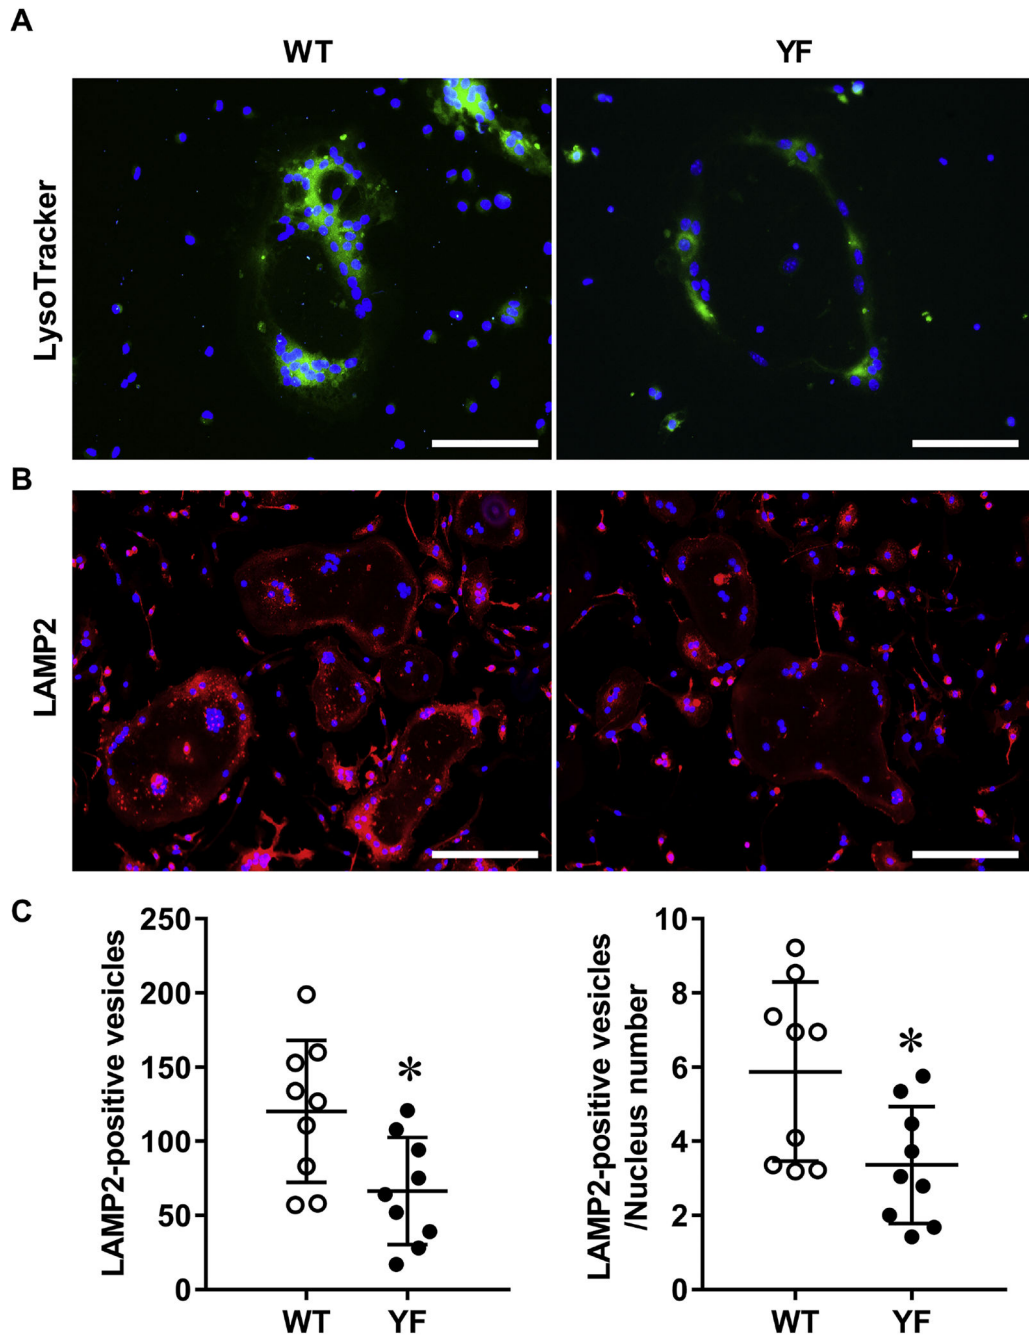 A
WT
YF
LysoTracker
B
LAMP2
C
LAMP2-positive vesicles
250
200
150
100
50
0
*
WT
YF
LAMP2-positive vesicles
/Nucleus number
10
8
6
4
2
0
*
WT
YF